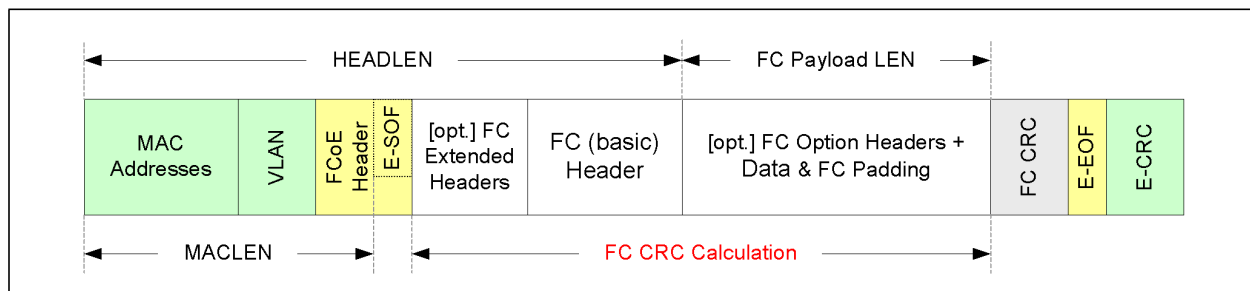 HEADLEN
FC Payload LEN
MAC
Addresses
VLAN
FCoE
Header
E-SOF
[opt.] FC
Extended
Headers
FC (basic)
Header
[opt.] FC Option Headers +
Data & FC Padding
FC CRC
E-EOF
E-CRC
MACLEN
FC CRC Calculation